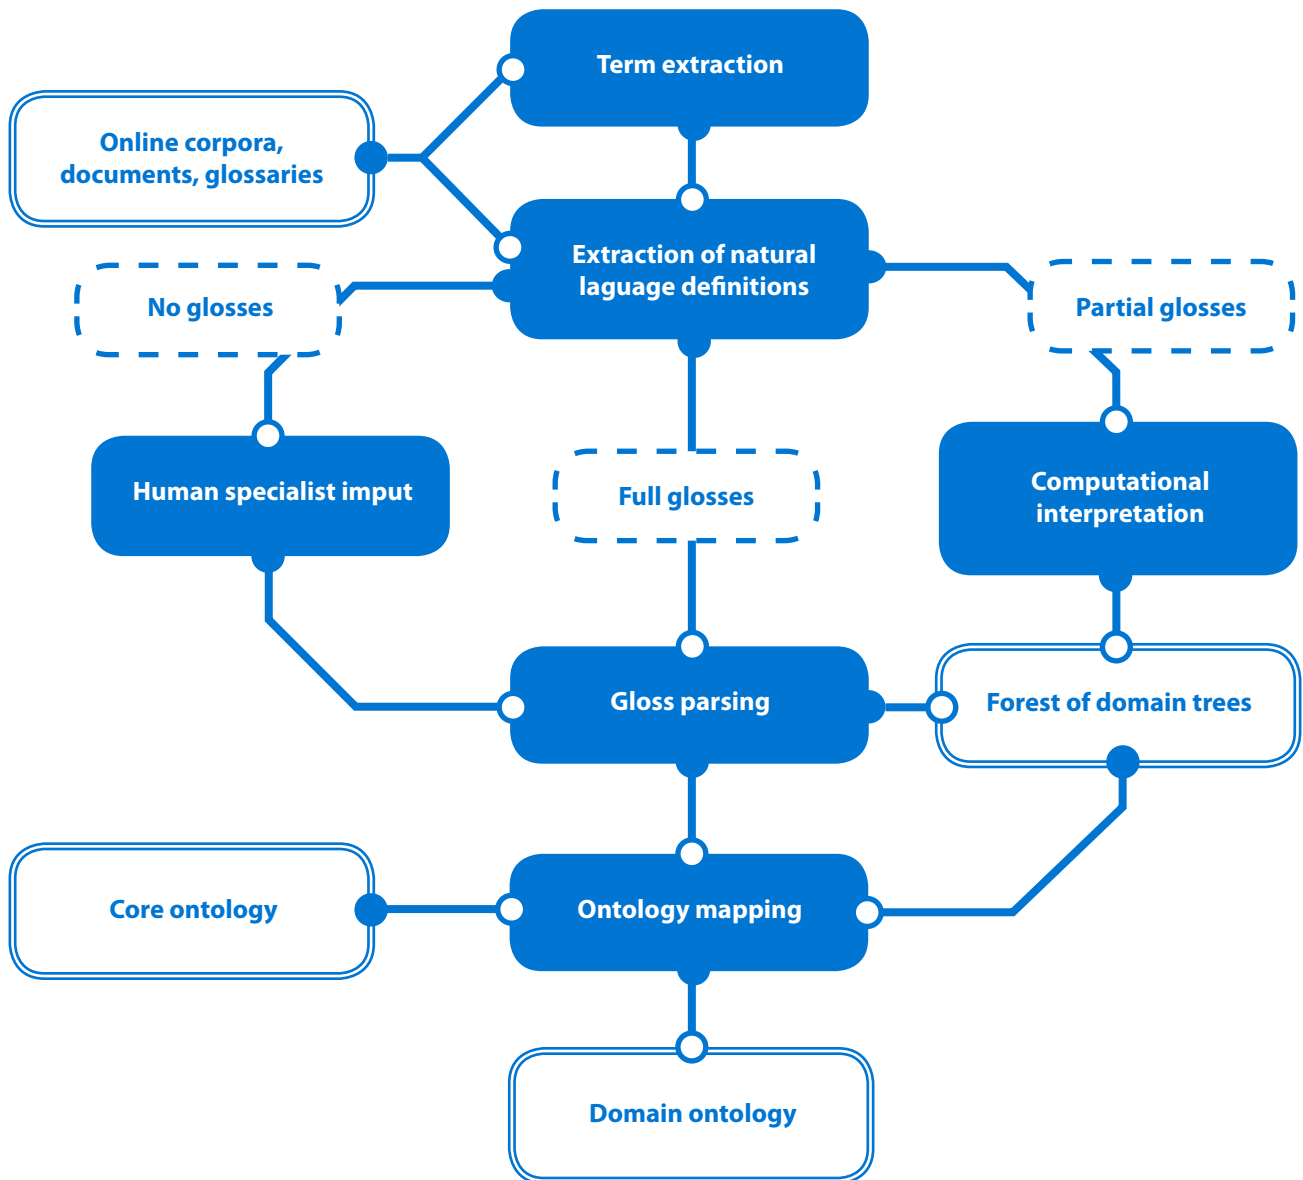 Term extraction
Online corpora,
documents, glossaries
Extraction of natural
laguage definitions
No glosses
Partial glosses
Human specialist imput
Full glosses
Computational
interpretation
Gloss parsing
Forest of domain trees
Core ontology
Ontology mapping
Domain ontology